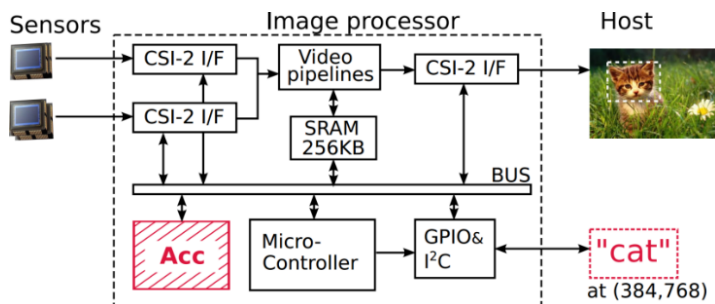 Sensors
Image processor
Host
CSI-2 I/F
Video
pipelines
CSI-2 I/F
CSI-2 I/F
SRAM
256KB
BUS
Acc
Micro-
Controller
GPIO&
I²C
"cat"
at (384,768)